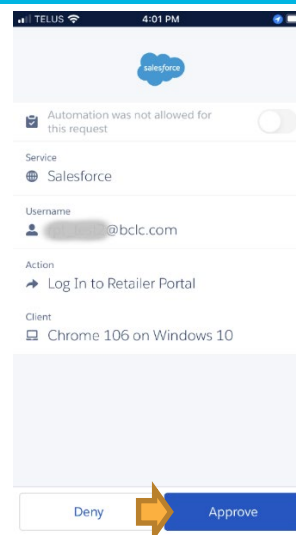 TELUS 4:01 PM
salesforce
Automation was not allowed for
this request
Service
Salesforce
Username
@bclc.com
Action
Log In to Retailer Portal
Client
Chrome 106 on Windows 10
Deny Approve